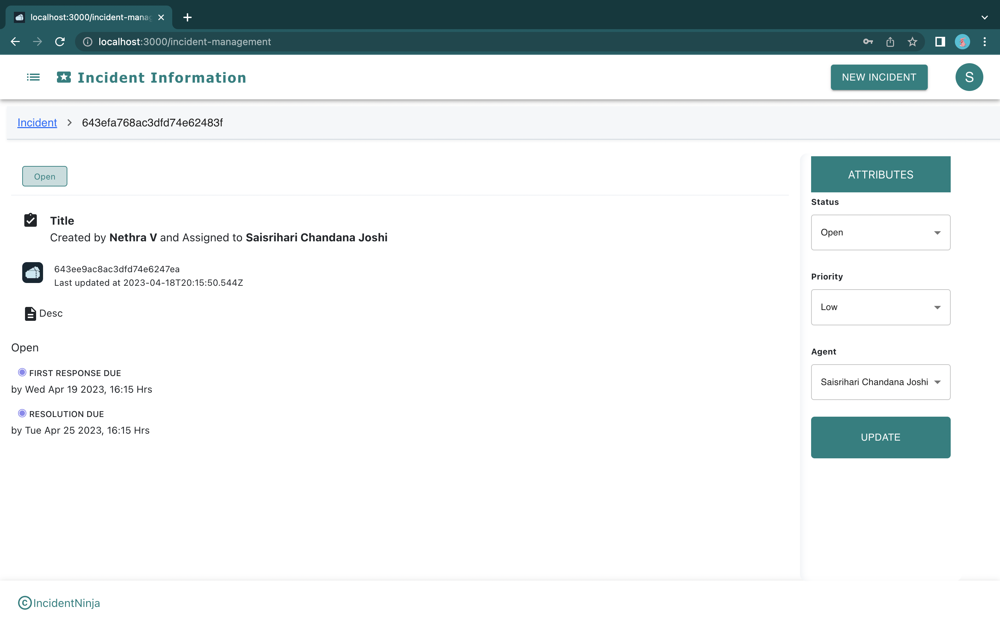 localhost:3000/incident-manag
localhost:3000/incident-management
Incident Information
NEW INCIDENT
S
Incident > 643efa768ac3dfd74e62483f
Open
Title
Created by Nethra V and Assigned to Saisrihari Chandana Joshi
643ee9ac8ac3dfd74e6247ea
Last updated at 2023-04-18T20:15:50.544Z
Desc
Open
FIRST RESPONSE DUE
by Wed Apr 19 2023, 16:15 Hrs
RESOLUTION DUE
by Tue Apr 25 2023, 16:15 Hrs
ATTRIBUTES
Status
Open
Priority
Low
Agent
Saisrihari Chandana Joshi
UPDATE
©IncidentNinja